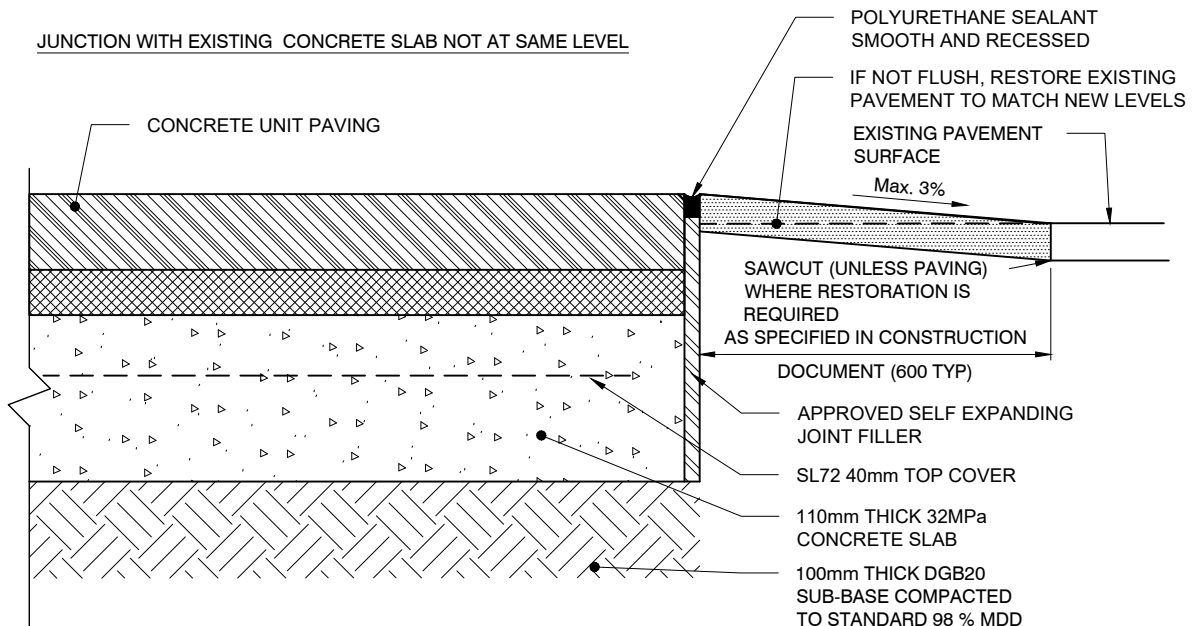 JUNCTION WITH EXISTING CONCRETE SLAB NOT AT SAME LEVEL
CONCRETE UNIT PAVING
POLYURETHANE SEALANT
SMOOTH AND RECESSED
IF NOT FLUSH, RESTORE EXISTING
PAVEMENT TO MATCH NEW LEVELS
EXISTING PAVEMENT
SURFACE
Max. 3%
SAWCUT (UNLESS PAVING)
WHERE RESTORATION IS
REQUIRED
AS SPECIFIED IN CONSTRUCTION
DOCUMENT (600 TYP)
APPROVED SELF EXPANDING
JOINT FILLER
SL72 40mm TOP COVER
110mm THICK 32MPa
CONCRETE SLAB
100mm THICK DGB20
SUB-BASE COMPACTED
TO STANDARD 98 % MDD